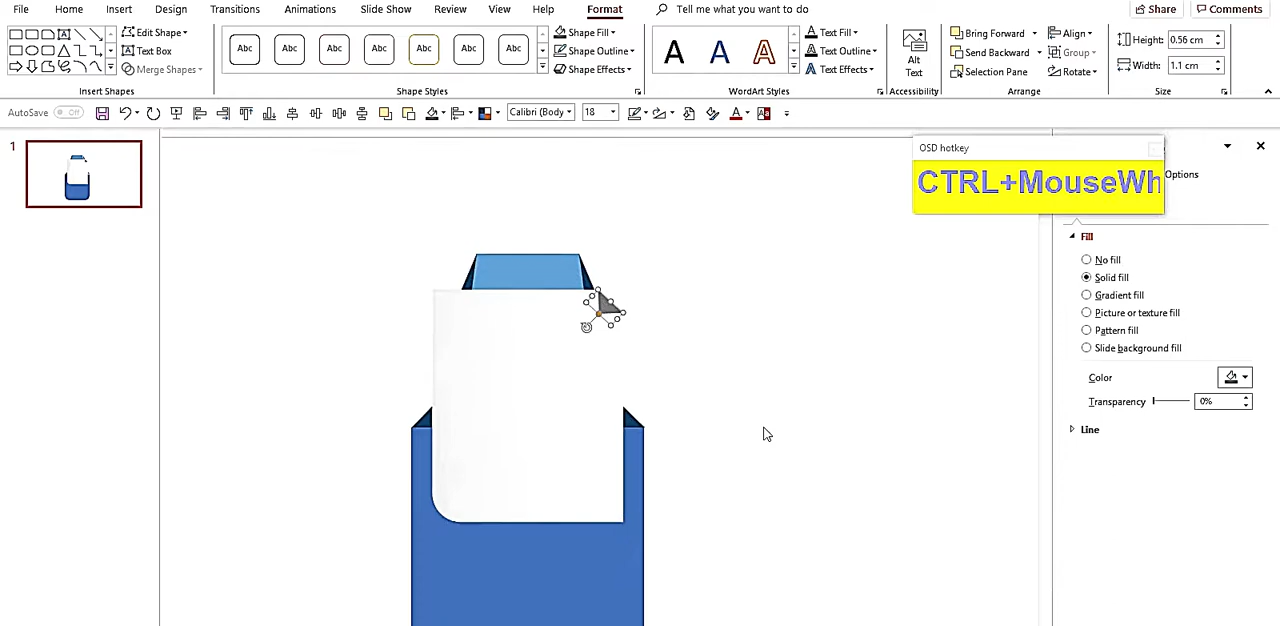 File Home Insert Design Transitions Animations Slide Show Review View Help Format Tell me what you want to do Share Comments
Edit Shape
Text Box
Merge Shapes
Insert Shapes
Abc Abc Abc Abc Abc Abc Abc
Shape Fill
Shape Outline
Shape Effects
Shape Styles
A A A
Text Fill
Text Outline
Text Effects
WordArt Styles
Alt
Text
Accessibility
Bring Forward
Send Backward
Selection Pane
Align
Group
Rotate
Arrange
Height: 0.56 cm
Width: 1.1 cm
Size
AutoSave Off Calibri (Body 18
1
OSD hotkey
CTRL+MouseWh
Options
Fill
No fill
Solid fill
Gradient fill
Picture or texture fill
Pattern fill
Slide background fill
Color
Transparency 0%
Line